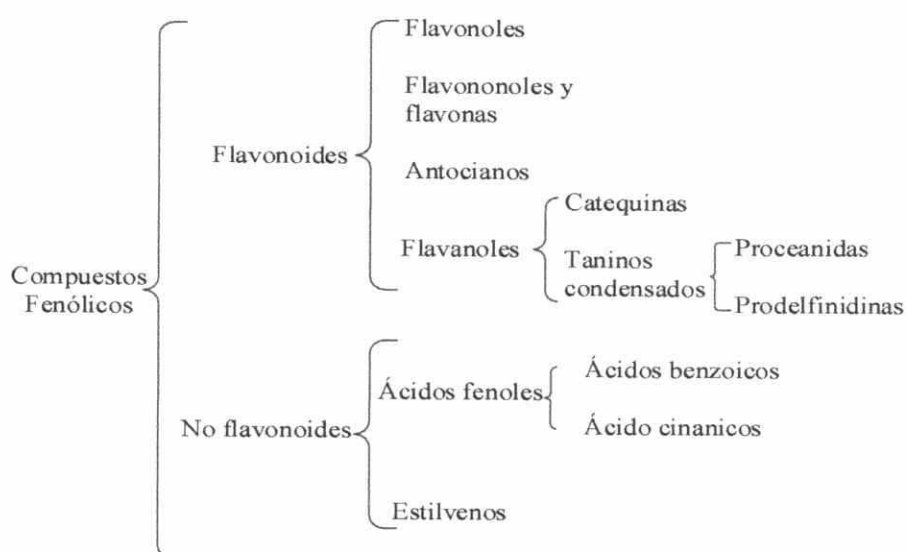 Compuestos
Fenólicos
Flavonoides
Flavonoles
Flavononoles y
flavonas
Antocianos
Flavanoles
Catequinas
Taninos
condensados
Proceanidas
Prodelfinidinas
No flavonoides
Ácidos fenoles
Ácidos benzoicos
Ácido cinanicos
Estilvenos